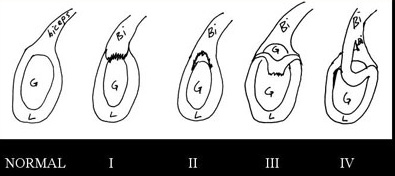 biceps Bi Bi Bi Bi
G G G G G
G
L L L L L
NORMAL I II III IV